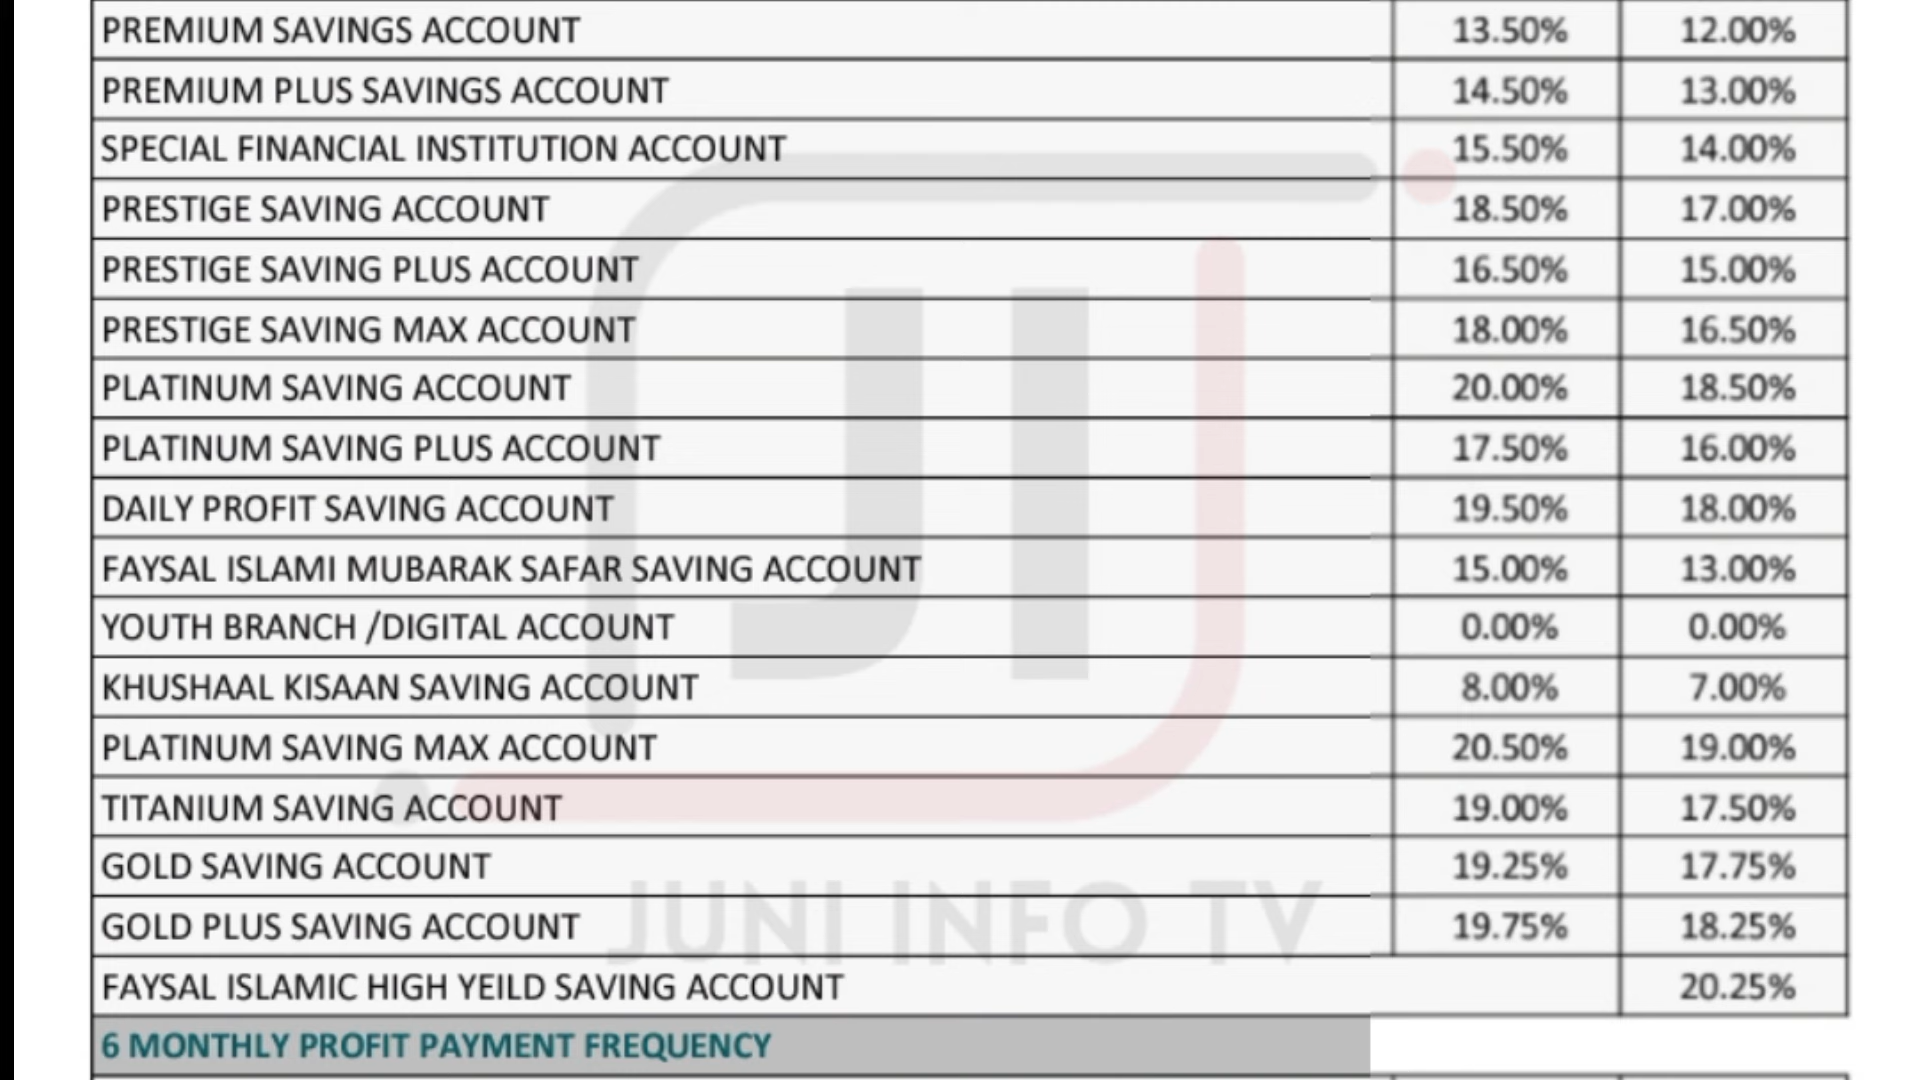 PREMIUM SAVINGS ACCOUNT 13.50% 12.00%
PREMIUM PLUS SAVINGS ACCOUNT 14.50% 13.00%
SPECIAL FINANCIAL INSTITUTION ACCOUNT 15.50% 14.00%
PRESTIGE SAVING ACCOUNT 18.50% 17.00%
PRESTIGE SAVING PLUS ACCOUNT 16.50% 15.00%
PRESTIGE SAVING MAX ACCOUNT 18.00% 16.50%
PLATINUM SAVING ACCOUNT 20.00% 18.50%
PLATINUM SAVING PLUS ACCOUNT 17.50% 16.00%
DAILY PROFIT SAVING ACCOUNT 19.50% 18.00%
FAYSAL ISLAMI MUBARAK SAFAR SAVING ACCOUNT 15.00% 13.00%
YOUTH BRANCH /DIGITAL ACCOUNT 0.00% 0.00%
KHUSHAAL KISAAN SAVING ACCOUNT 8.00% 7.00%
PLATINUM SAVING MAX ACCOUNT 20.50% 19.00%
TITANIUM SAVING ACCOUNT 19.00% 17.50%
GOLD SAVING ACCOUNT 19.25% 17.75%
GOLD PLUS SAVING ACCOUNT 19.75% 18.25%
FAYSAL ISLAMIC HIGH YEILD SAVING ACCOUNT 20.25%
6 MONTHLY PROFIT PAYMENT FREQUENCY
JI
JUNI INFO TV